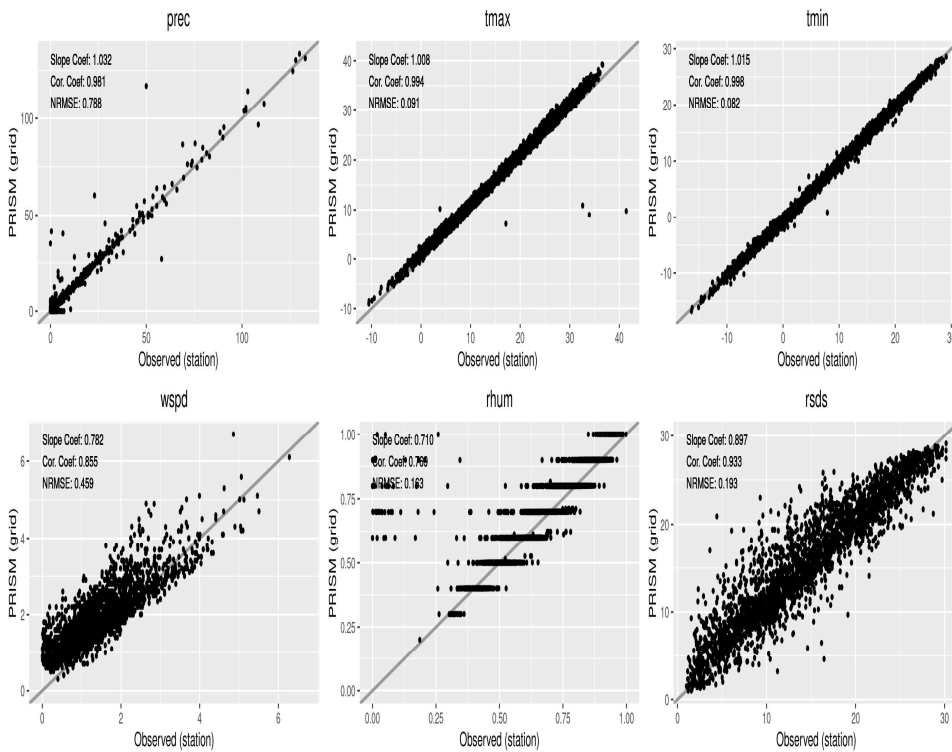 prec
tmax
tmin
Slope Coef: 1.032
Cor. Coef: 0.981
NRMSE: 0.788
100
50
0
PRISM (grid)
0
50
100
Observed (station)
Slope Coef: 1.008
Cor. Coef: 0.994
NRMSE: 0.091
40
30
20
10
0
-10
PRISM (grid)
-10
0
10
20
30
40
Observed (station)
Slope Coef: 1.015
Cor. Coef: 0.998
NRMSE: 0.082
30
20
10
0
-10
PRISM (grid)
-10
0
10
20
Observed (station)
wspd
rhum
rsds
Slope Coef: 0.782
Cor. Coef: 0.855
NRMSE: 0.459
6
4
2
0
PRISM (grid)
0
2
4
6
Observed (station)
Slope Coef: 0.710
Cor. Coef:
NRMSE:
1.00
0.75
0.50
0.25
0.00
PRISM (grid)
0.00
0.25
0.50
0.75
1.00
Observed (station)
Slope Coef: 0.897
Cor. Coef: 0.933
NRMSE: 0.193
30
20
10
0
PRISM (grid)
0
10
20
30
Observed (station)